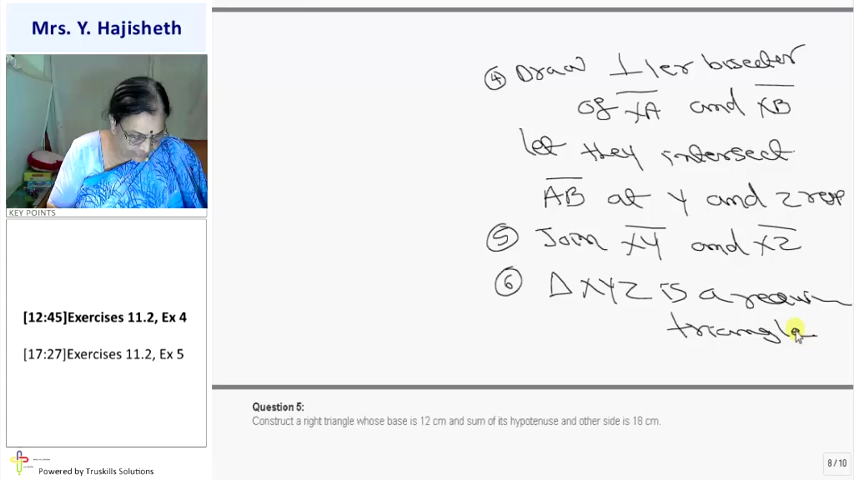 Mrs. Y. Hajisheth
KEY POINTS
[12:45]Exercises 11.2, Ex 4
[17:27]Exercises 11.2, Ex 5
Powered by Truskills Solutions
④ Draw ⊥ler bisector
of XA and XB
let they intersect
AB at Y and Z resp
⑤ Join XY and XZ
⑥ Δ XYZ is a
triangle
Question 5:
Construct a right triangle whose base is 12 cm and sum of its hypotenuse and other side is 18 cm.
8 / 10